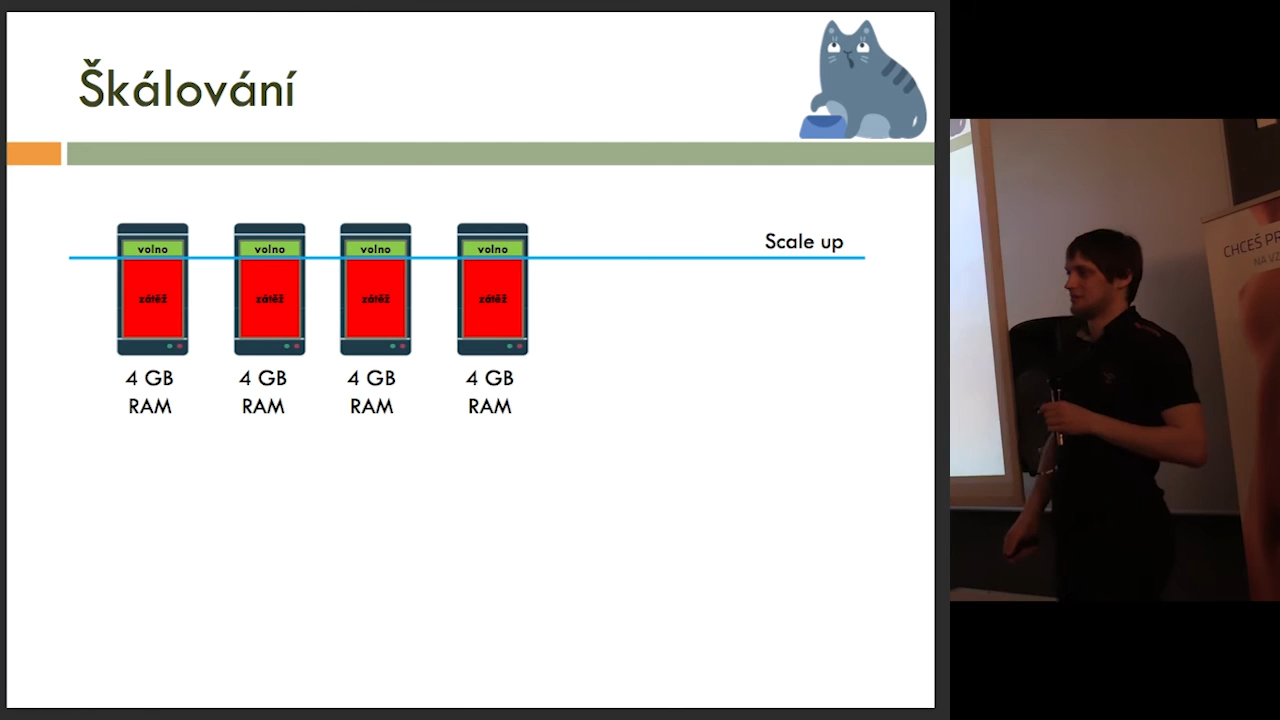 Škálování
volno
volno
volno
volno
Scale up
zátěž
zátěž
zátěž
zátěž
4 GB
RAM
4 GB
RAM
4 GB
RAM
4 GB
RAM
CHCEŠ
NA